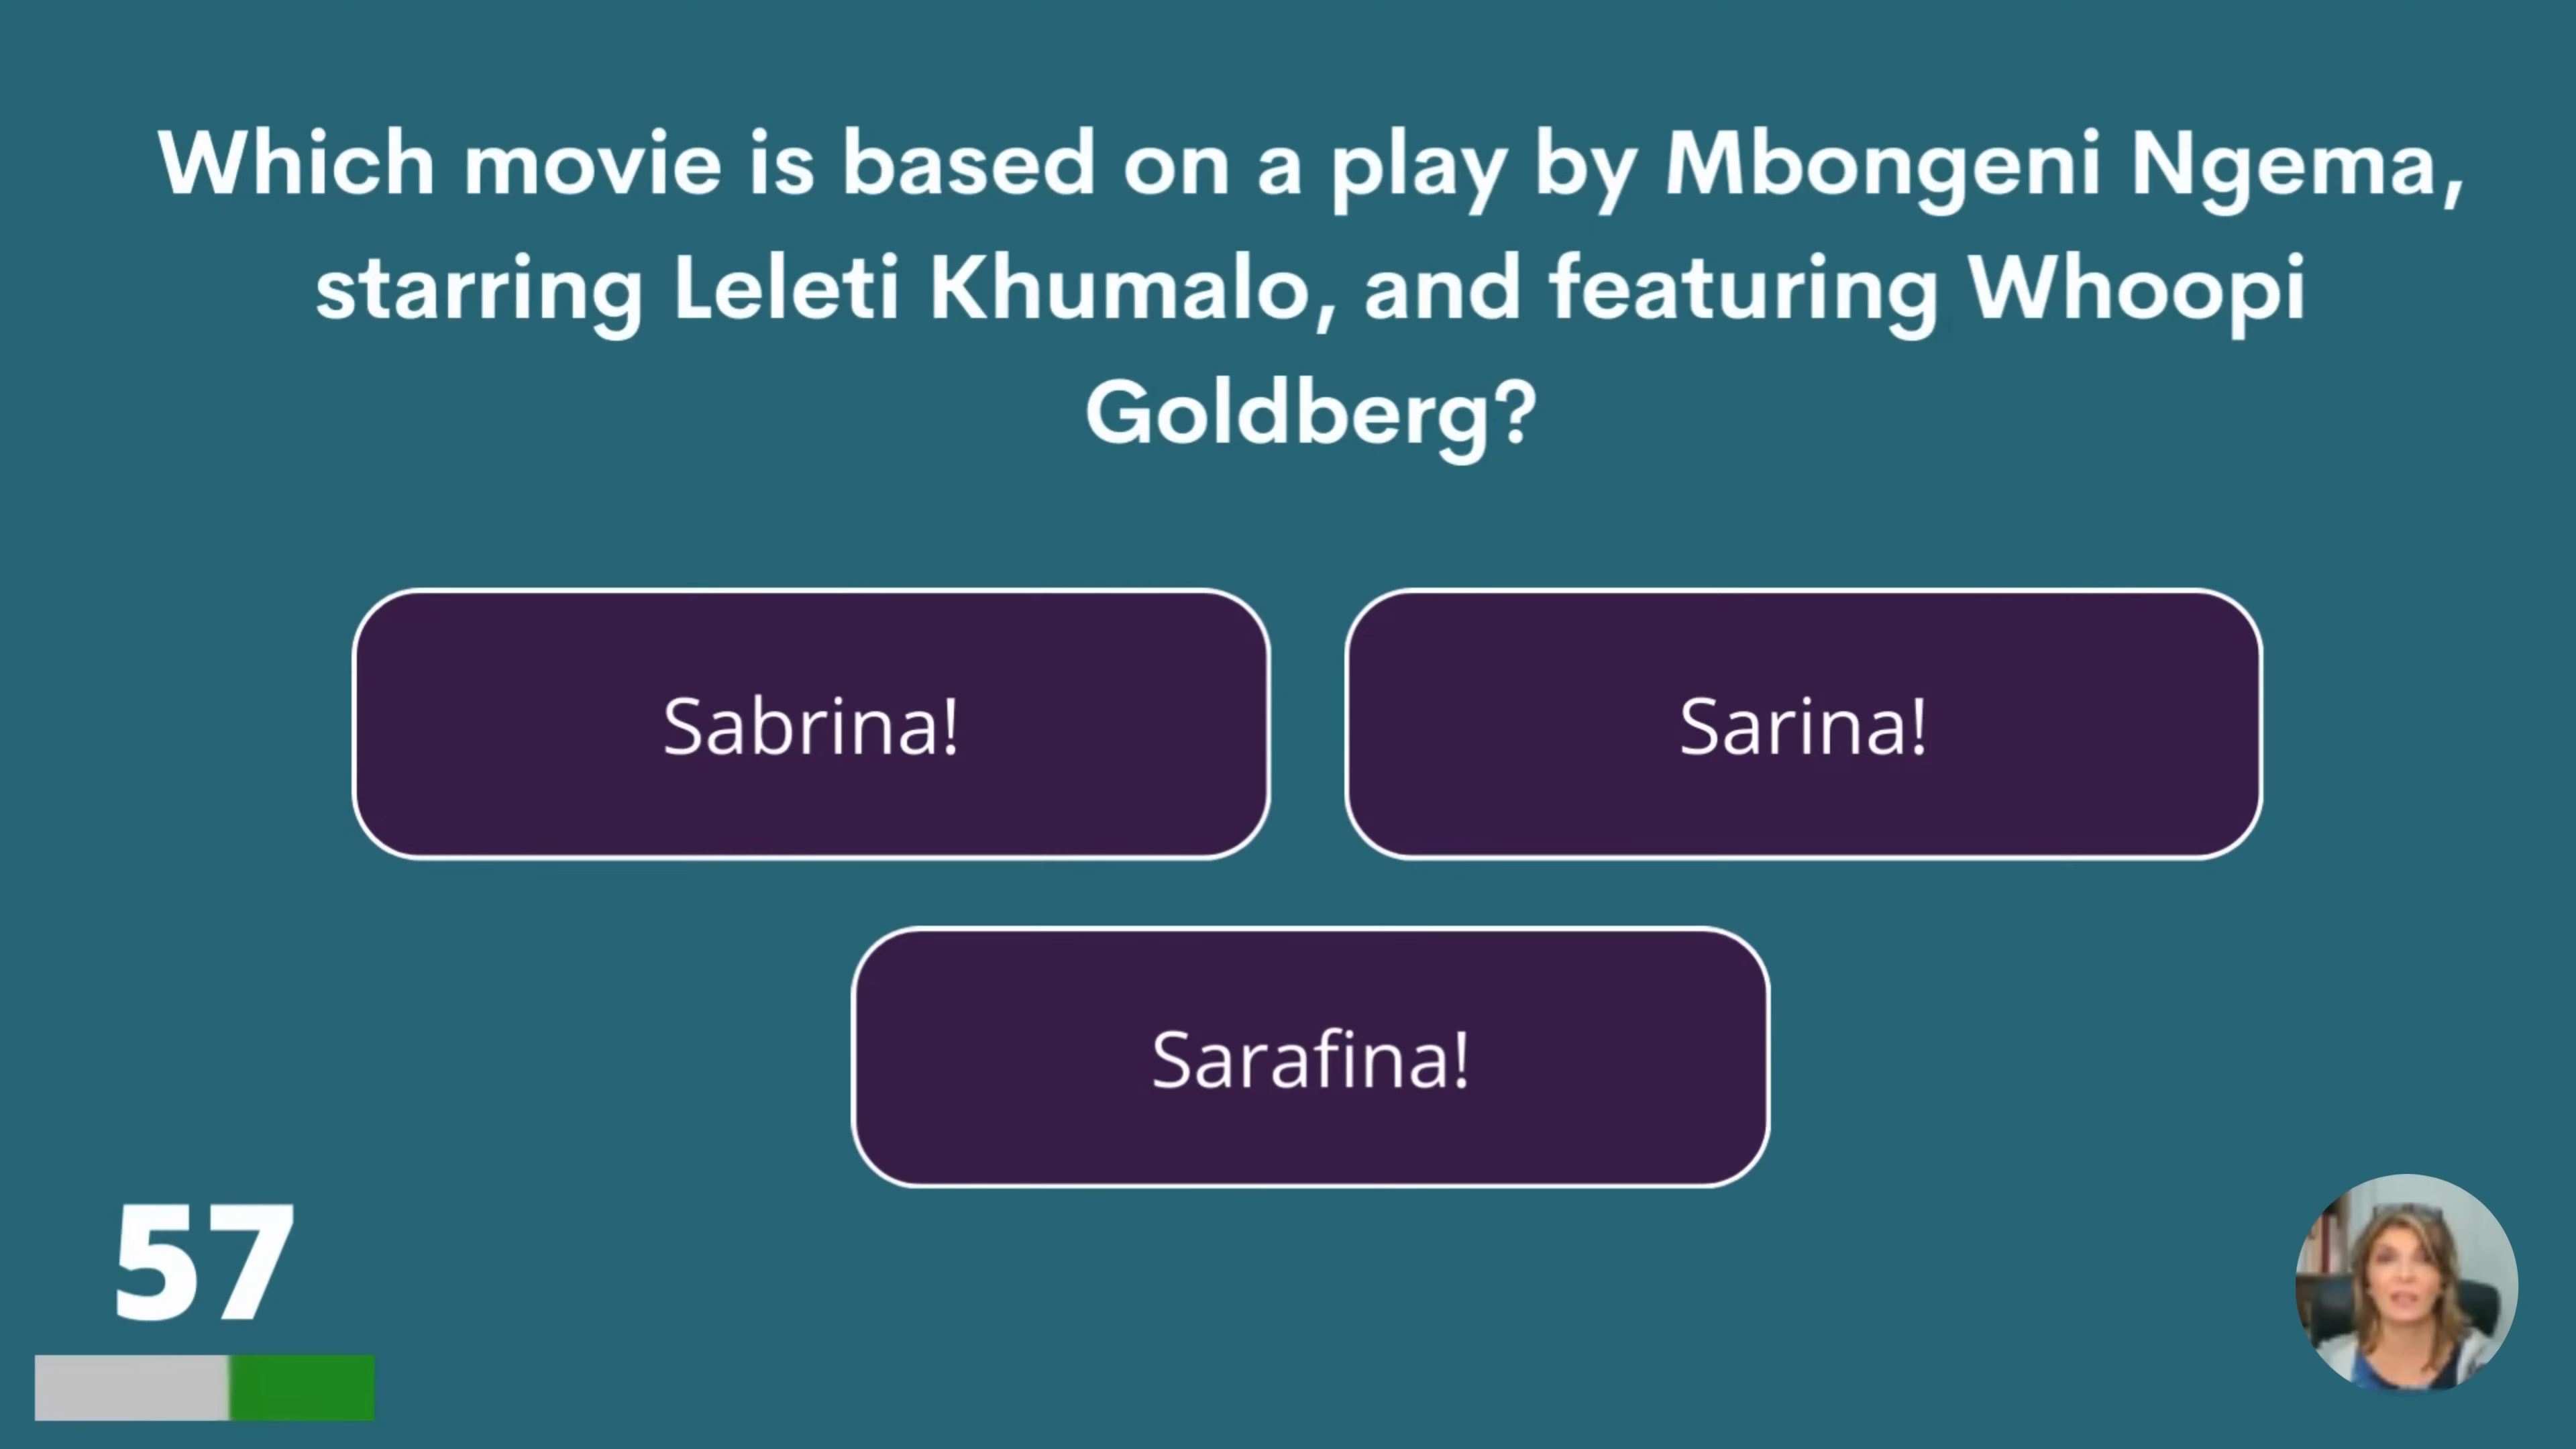 Which movie is based on a play by Mbongeni Ngema,
starring Leleti Khumalo, and featuring Whoopi
Goldberg?
Sabrina!
Sarina!
Sarafina!
57